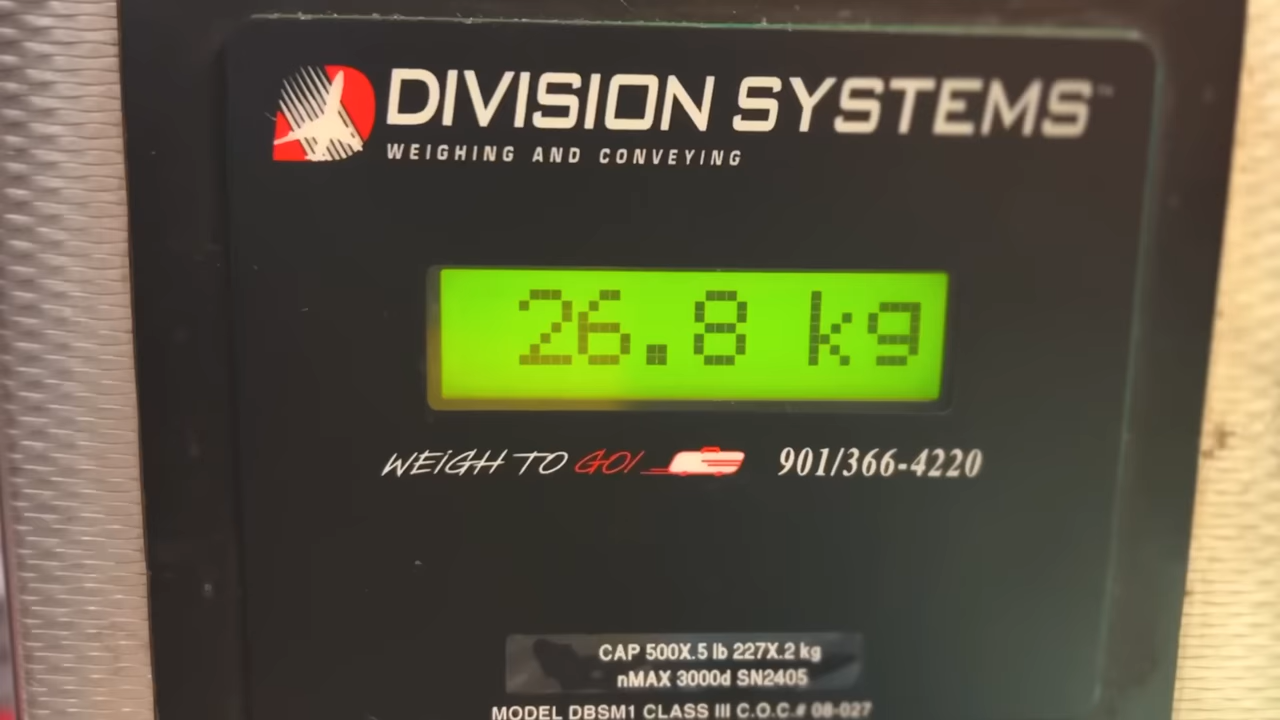 DIVISION SYSTEMS™
WEIGHING AND CONVEYING
26.8 kg
WEIGH TO GO! 901/366-4220
CAP 500X.5 lb 227X.2 kg
nMAX 3000d SN2405
MODEL DBSM1 CLASS III C.O.C.# 08-027